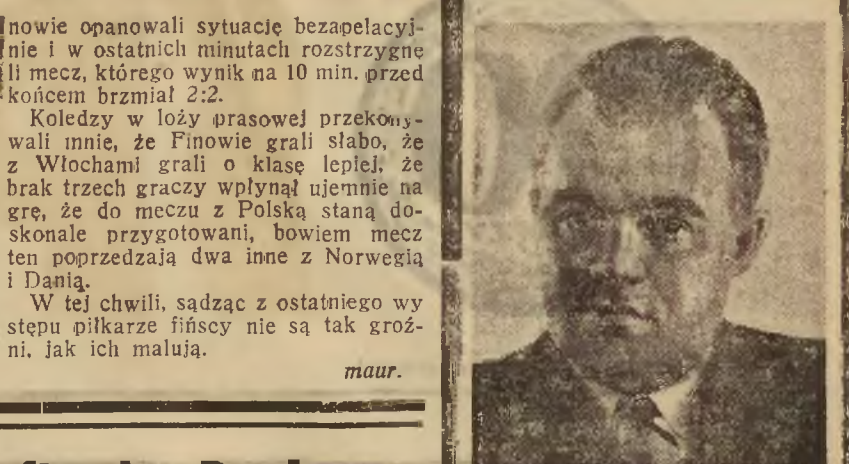 nowie opanowali sytuację bezapelacyj-
nie i w ostatnich minutach rozstrzygnę
li mecz, którego wynik na 10 min. przed
końcem brzmiał 2:2.
Koledzy w loży prasowej przekony-
wali mnie, że Finowie grali słabo, że
z Włochami grali o klasę lepiej, że
brak trzech graczy wpłynął ujemnie na
grę, że do meczu z Polską staną do-
skonale przygotowani, bowiem mecz
ten poprzedzają dwa inne z Norwegią
i Danią.
W tej chwili, sądząc z ostatniego wy
stępu piłkarze fińscy nie są tak groź-
ni, jak ich malują.
maur.